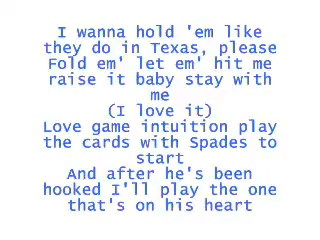 I wanna hold 'em like
they do in Texas, please
Fold em' let em' hit me
raise it baby stay with
me
(I love it)
Love game intuition play
the cards with Spades to
start
And after he's been
hooked I'll play the one
that's on his heart